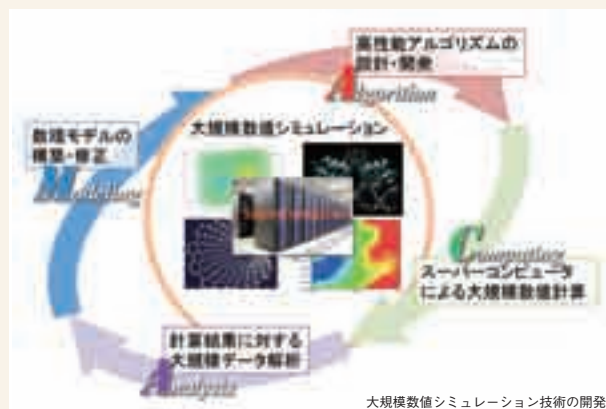 高性能アルゴリズムの
設計・開発
Algorithm
大規模数値シミュレーション
数理モデルの
構築・修正
Modelling
スーパーコンピュータ
による大規模数値計算
計算結果に対する
大規模データ解析
Analysis
大規模数値シミュレーション技術の開発